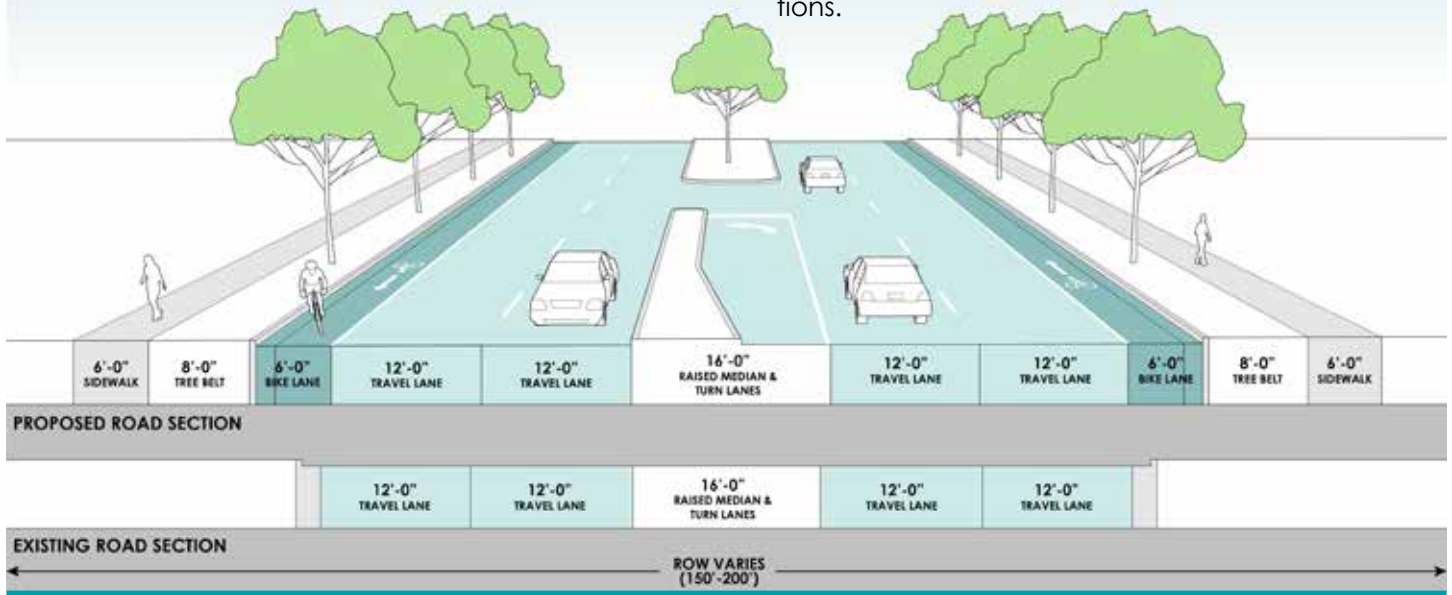 tions.
6'-0" 8'-0" 6'-0" 12'-0" 12'-0" 16'-0" 12'-0" 12'-0" 6'-0" 8'-0" 6'-0"
SIDEWALK TREE BELT BIKE LANE TRAVEL LANE TRAVEL LANE RAISED MEDIAN & TRAVEL LANE TRAVEL LANE BIKE LANE TREE BELT SIDEWALK
TURN LANES
PROPOSED ROAD SECTION
12'-0" 12'-0" 16'-0" 12'-0" 12'-0"
TRAVEL LANE TRAVEL LANE RAISED MEDIAN & TRAVEL LANE TRAVEL LANE
TURN LANES
EXISTING ROAD SECTION
ROW VARIES
(150'-200')